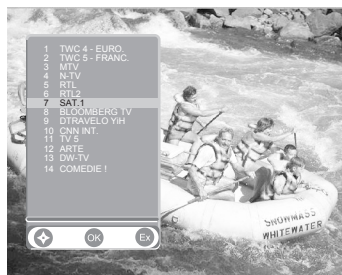 1 TWC 4 - EURO.
2 TWC 5 - FRANC.
3 MTV
4 N-TV
5 RTL
6 RTL2
7 SAT.1
8 BLOOMBERG TV
9 DTRAVELO YiH
10 CNN INT.
11 TV 5
12 ARTE
13 DW-TV
14 COMEDIE !
SNOWMASS
WHITEWATER
OK
Ex